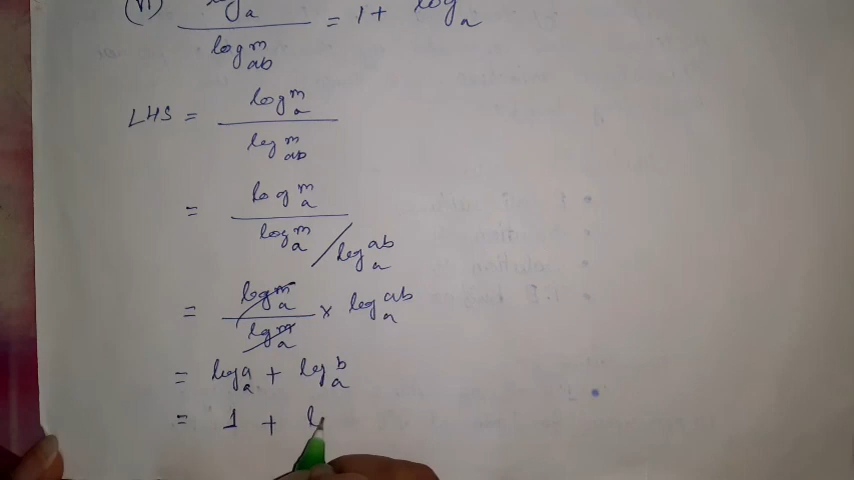 (vi) log_a^m / log_ab^m = 1 + log_a
LHS = log_a^m / log_ab^m
= log_a^m / (log_a^m / log_a^ab)
= log_a^m / log_a^m × log_a^ab
= log_a^a + log_a^b
= 1 + l